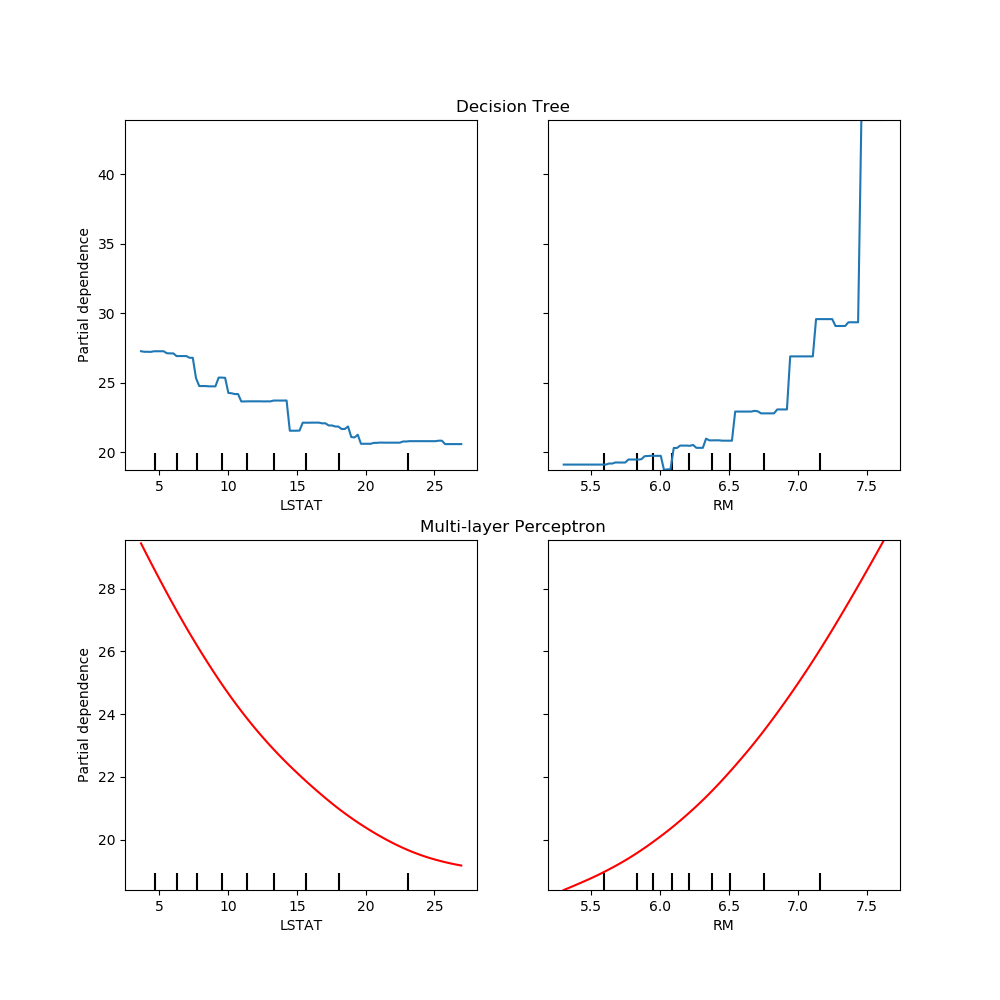 Decision Tree
Partial dependence
40
35
30
25
20
5 10 15 20 25
LSTAT
5.5 6.0 6.5 7.0 7.5
RM
Multi-layer Perceptron
Partial dependence
28
26
24
22
20
5 10 15 20 25
LSTAT
5.5 6.0 6.5 7.0 7.5
RM